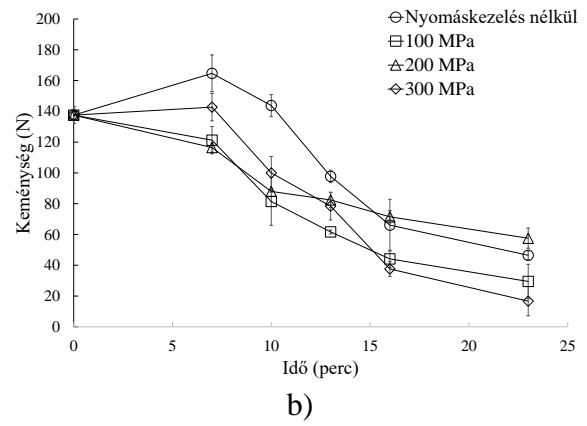 Nyomáskezelés nélkül
100 MPa
200 MPa
300 MPa
Keménység (N)
200
180
160
140
120
100
80
60
40
20
0
0 5 10 15 20 25
Idő (perc)
b)